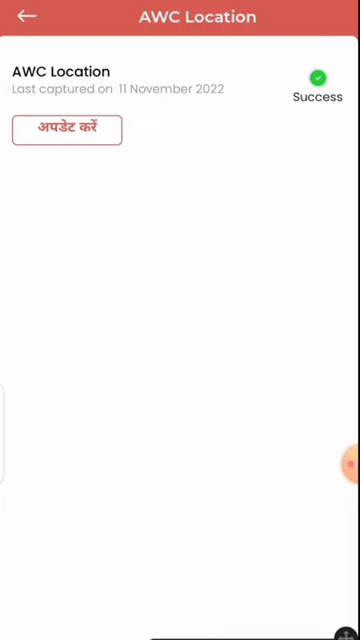 AWC Location
AWC Location
Last captured on 11 November 2022
Success
अपडेट करें